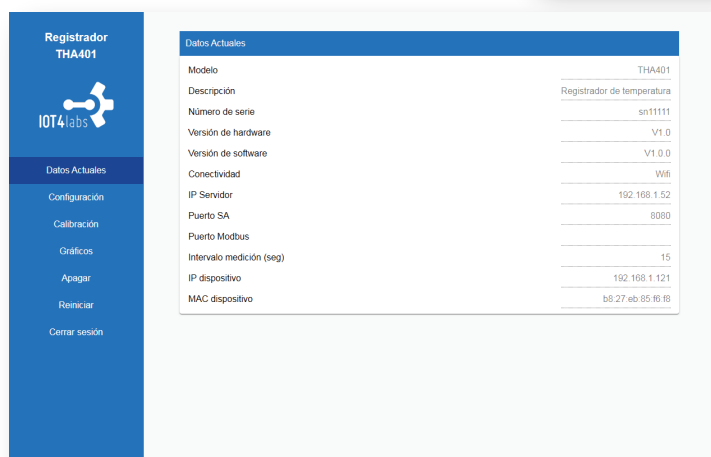 Registrador
THA401
IOT4labs
Datos Actuales
Configuración
Calibración
Gráficos
Apagar
Reiniciar
Cerrar sesión
Datos Actuales
Modelo THA401
Descripción Registrador de temperatura
Número de serie sn11111
Versión de hardware V1.0
Versión de software V1.0.0
Conectividad Wifi
IP Servidor 192.168.1.52
Puerto SA 8080
Puerto Modbus
Intervalo medición (seg) 15
IP dispositivo 192.168.1.121
MAC dispositivo b8:27:eb:85:f6:f8